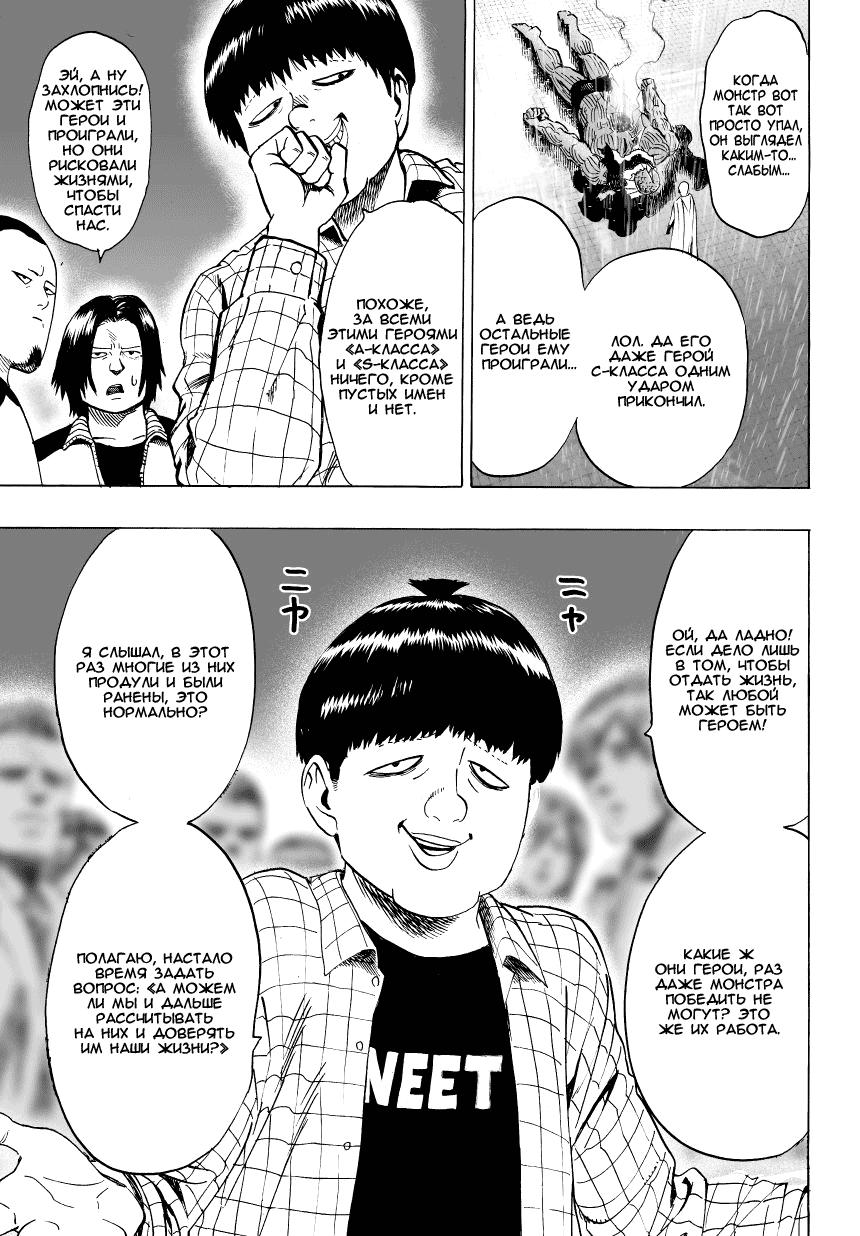 КОГДА
МОНСТР ВОТ
ТАК ВОТ
ПРОСТО УПАЛ,
ОН ВЫГЛЯДЕЛ
КАКИМ-ТО...
СЛАБЫМ...
ЛОЛ. ДА ЕГО
ДАЖЕ ГЕРОЙ
С-КЛАССА ОДНИМ
УДАРОМ
ПРИКОНЧИЛ.
А ВЕДЬ
ОСТАЛЬНЫЕ
ГЕРОИ ЕМУ
ПРОИГРАЛИ...
ПОХОЖЕ,
ЗА ВСЕМИ
ЭТИМИ ГЕРОЯМИ
《А-КЛАССА》
И 《S-КЛАССА》
НИЧЕГО, КРОМЕ
ПУСТЫХ ИМЕН
И НЕТ.
ЭЙ, А НУ
ЗАХЛОПНИСЬ!
МОЖЕТ ЭТИ
ГЕРОИ И
ПРОИГРАЛИ,
НО ОНИ
РИСКОВАЛИ
ЖИЗНЯМИ,
ЧТОБЫ
СПАСТИ
НАС.
ОЙ, ДА ЛАДНО!
ЕСЛИ ДЕЛО ЛИШЬ
В ТОМ, ЧТОБЫ
ОТДАТЬ ЖИЗНЬ,
ТАК ЛЮБОЙ
МОЖЕТ БЫТЬ
ГЕРОЕМ!
КАКИЕ Ж
ОНИ ГЕРОИ, РАЗ
ДАЖЕ МОНСТРА
ПОБЕДИТЬ НЕ
МОГУТ? ЭТО
ЖЕ ИХ РАБОТА.
ニヤ
ニヤ
Я СЛЫШАЛ, В ЭТОТ
РАЗ МНОГИЕ ИЗ НИХ
ПРОДУЛИ И БЫЛИ
РАНЕНЫ, ЭТО
НОРМАЛЬНО?
ПОЛАГАЮ, НАСТАЛО
ВРЕМЯ ЗАДАТЬ
ВОПРОС: 《А МОЖЕМ
ЛИ МЫ И ДАЛЬШЕ
РАССЧИТЫВАТЬ
НА НИХ И ДОВЕРЯТЬ
ИМ НАШИ ЖИЗНИ?》
NEET